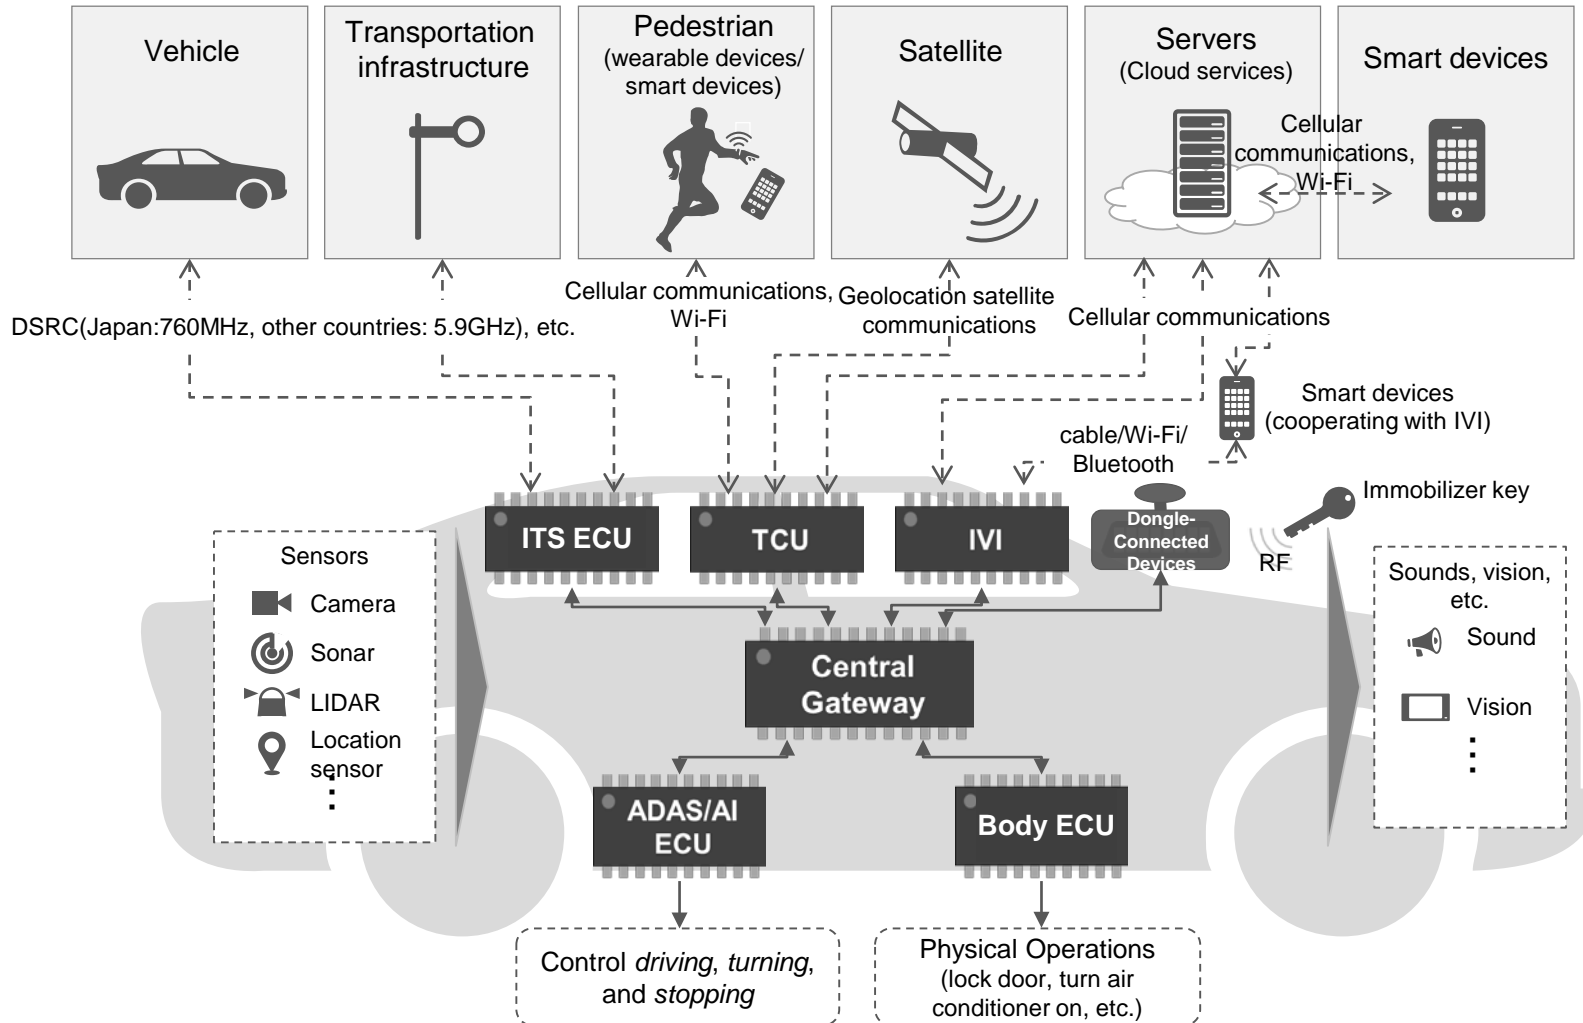 Vehicle
Transportation
infrastructure
Pedestrian
(wearable devices/
smart devices)
Satellite
Servers
(Cloud services)
Smart devices
Cellular
communications,
Wi-Fi
DSRC(Japan:760MHz, other countries: 5.9GHz), etc.
Cellular communications,
Wi-Fi
Geolocation satellite
communications
Cellular communications
Smart devices
(cooperating with IVI)
cable/Wi-Fi/
Bluetooth
Immobilizer key
RF
ITS ECU
TCU
IVI
Dongle-
Connected
Devices
Sensors
Camera
Sonar
LIDAR
Location
sensor
⋮
Central
Gateway
Sounds, vision,
etc.
Sound
Vision
⋮
ADAS/AI
ECU
Body ECU
Control driving, turning,
and stopping
Physical Operations
(lock door, turn air
conditioner on, etc.)